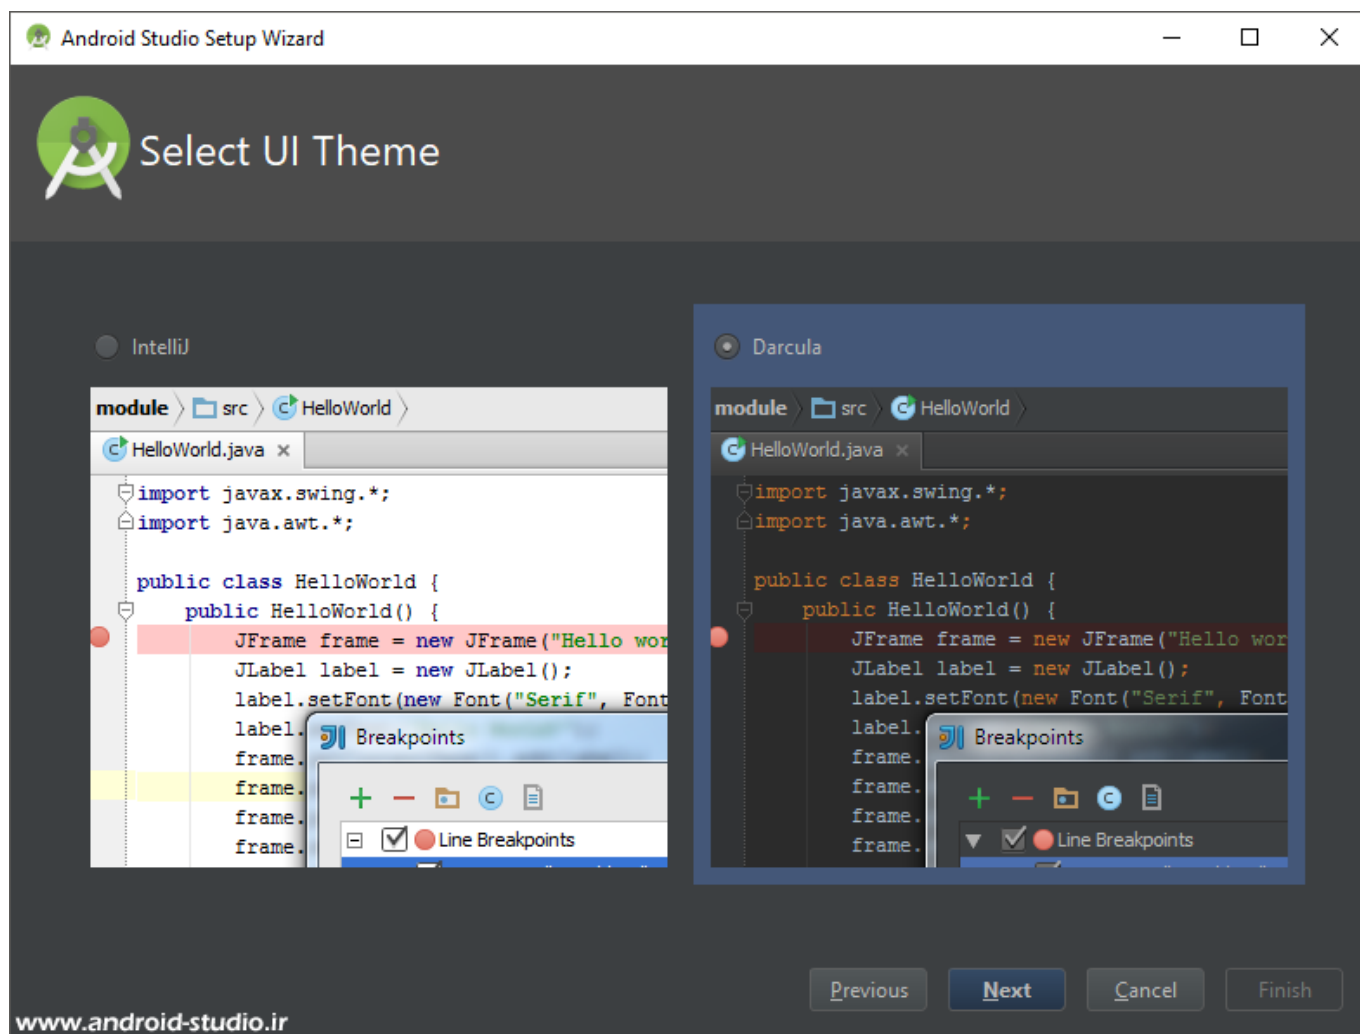 Android Studio Setup Wizard
Select UI Theme
IntelliJ
module src HelloWorld
HelloWorld.java
import javax.swing.*;
import java.awt.*;
public class HelloWorld {
public HelloWorld() {
JFrame frame = new JFrame("Hello wor
JLabel label = new JLabel();
label.setFont(new Font("Serif", Font
label.
frame.
frame.
frame.
frame.
Breakpoints
Line Breakpoints
Darcula
module src HelloWorld
HelloWorld.java
import javax.swing.*;
import java.awt.*;
public class HelloWorld {
public HelloWorld() {
JFrame frame = new JFrame("Hello wor
JLabel label = new JLabel();
label.setFont(new Font("Serif", Font
label.
frame.
frame.
frame.
frame.
Breakpoints
Line Breakpoints
Previous Next Cancel Finish
www.android-studio.ir